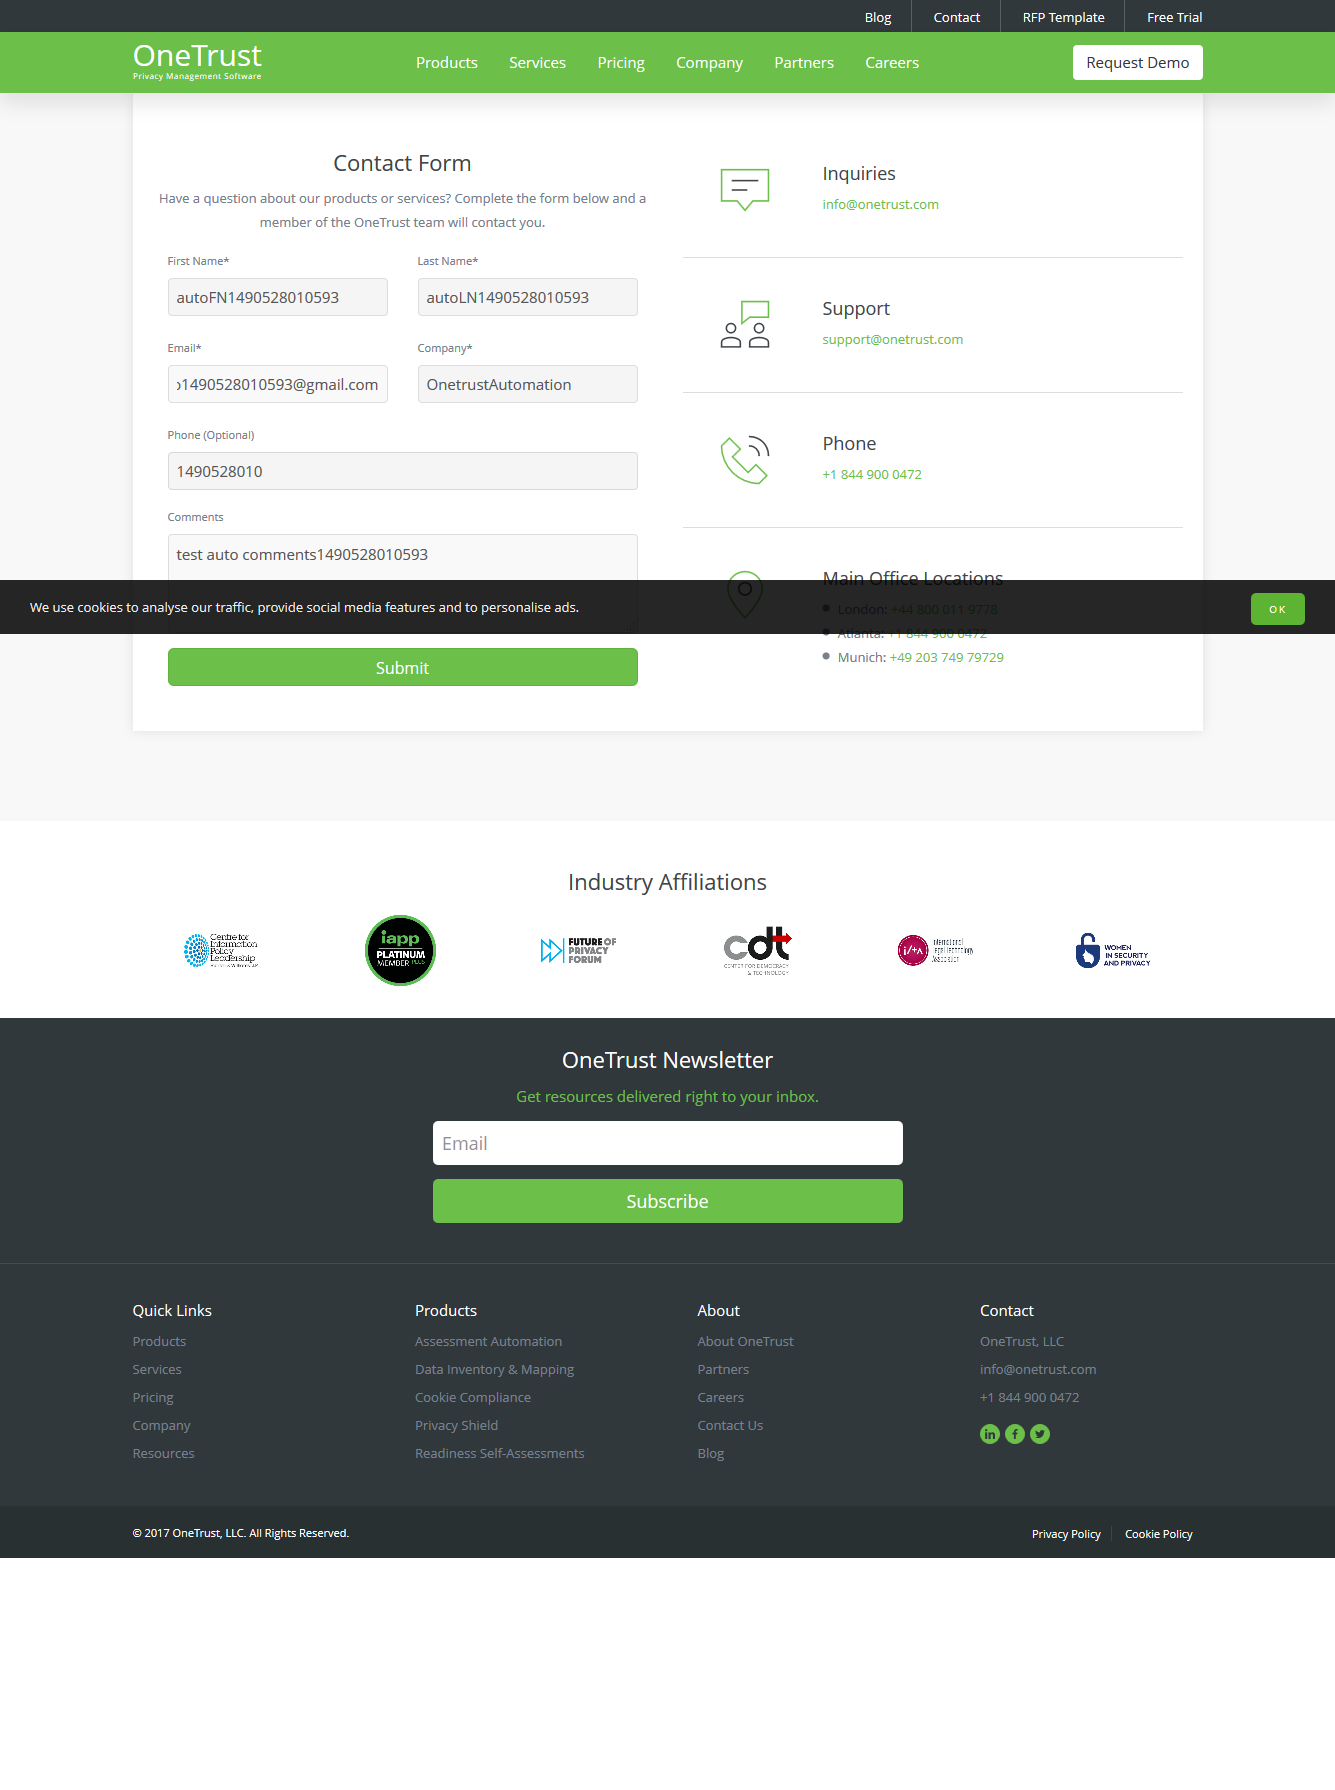 Blog
Contact
RFP Template
Free Trial
OneTrust
Privacy Management Software
Products
Services
Pricing
Company
Partners
Careers
Request Demo
Contact Form
Have a question about our products or services? Complete the form below and a
member of the OneTrust team will contact you.
First Name*
Last Name*
autoFN1490528010593
autoLN1490528010593
Email*
Company*
o1490528010593@gmail.com
OnetrustAutomation
Phone (Optional)
1490528010
Comments
test auto comments1490528010593
Submit
Inquiries
info@onetrust.com
Support
support@onetrust.com
Phone
+1 844 900 0472
Main Office Locations
London: +44 800 011 9778
Atlanta: +1 844 900 0472
Munich: +49 203 749 79729
We use cookies to analyse our traffic, provide social media features and to personalise ads.
OK
Industry Affiliations
Centre for
Information
Policy
Leadership
iapp
PLATINUM
MEMBER PLUS
FUTURE OF
PRIVACY
FORUM
cdt
CENTER FOR DEMOCRACY
& TECHNOLOGY
International
Legal Technology
Association
WOMEN
IN SECURITY
AND PRIVACY
OneTrust Newsletter
Get resources delivered right to your inbox.
Email
Subscribe
Quick Links
Products
Services
Pricing
Company
Resources
Products
Assessment Automation
Data Inventory & Mapping
Cookie Compliance
Privacy Shield
Readiness Self-Assessments
About
About OneTrust
Partners
Careers
Contact Us
Blog
Contact
OneTrust, LLC
info@onetrust.com
+1 844 900 0472
© 2017 OneTrust, LLC. All Rights Reserved.
Privacy Policy
Cookie Policy